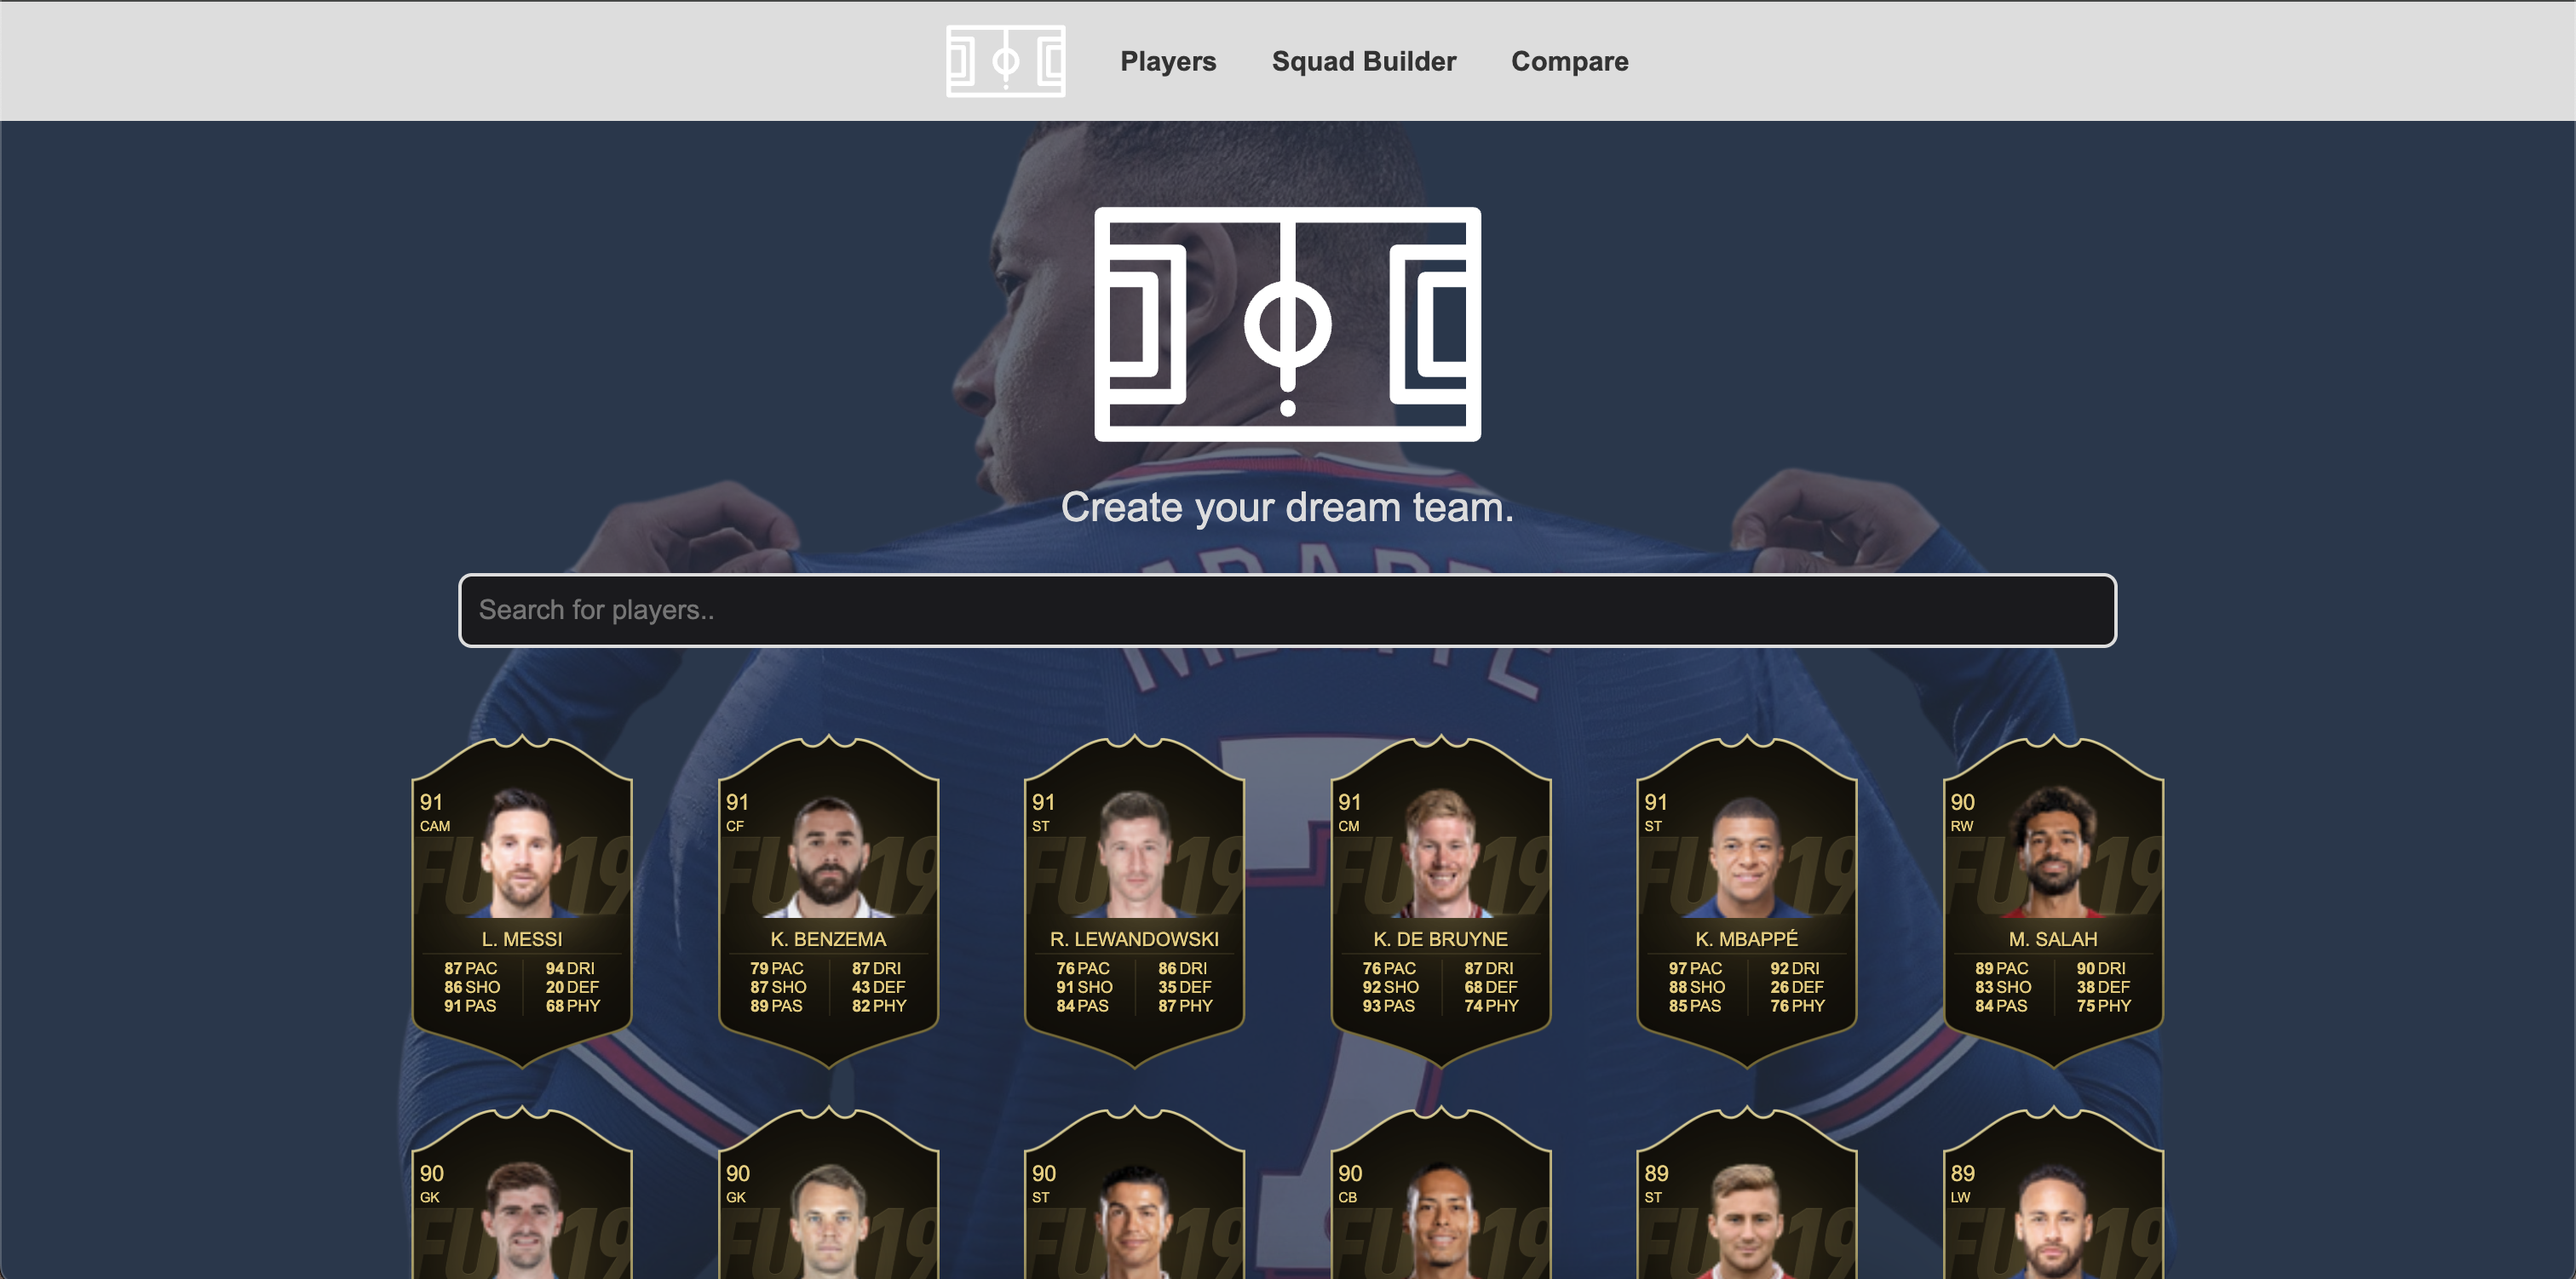 Players Squad Builder Compare
Create your dream team.
MBAPPE
Search for players..
7
91
CAM
FUT 19
L. MESSI
87 PAC 94 DRI
86 SHO 20 DEF
91 PAS 68 PHY
91
CF
FUT 19
K. BENZEMA
79 PAC 87 DRI
87 SHO 43 DEF
89 PAS 82 PHY
91
ST
FUT 19
R. LEWANDOWSKI
76 PAC 86 DRI
91 SHO 35 DEF
84 PAS 87 PHY
91
CM
FUT 19
K. DE BRUYNE
76 PAC 87 DRI
92 SHO 68 DEF
93 PAS 74 PHY
91
ST
FUT 19
K. MBAPPÉ
97 PAC 92 DRI
88 SHO 26 DEF
85 PAS 76 PHY
90
RW
FUT 19
M. SALAH
89 PAC 90 DRI
83 SHO 38 DEF
84 PAS 75 PHY
90
GK
FUT 19
90
GK
FUT 19
90
ST
FUT 19
90
CB
FUT 19
89
ST
FUT 19
89
LW
FUT 19